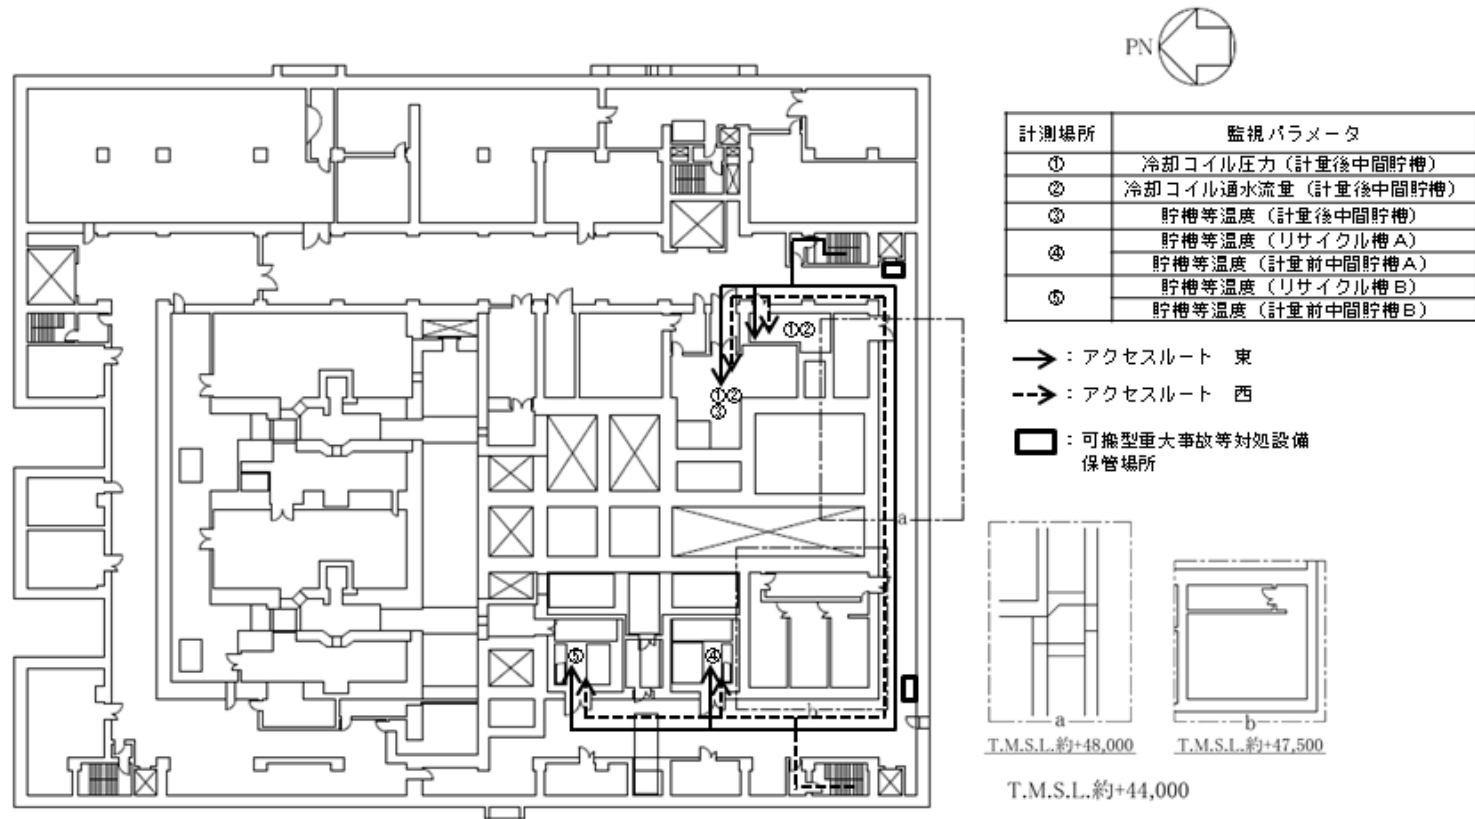 PN
計測場所 監視パラメータ
① 冷却コイル圧力（計量後中間貯槽）
② 冷却コイル通水流量（計量後中間貯槽）
③ 貯槽等温度（計量後中間貯槽）
④ 貯槽等温度（リサイクル槽Ａ）
貯槽等温度（計量前中間貯槽Ａ）
⑤ 貯槽等温度（リサイクル槽Ｂ）
貯槽等温度（計量前中間貯槽Ｂ）
：アクセスルート　東
：アクセスルート　西
：可搬型重大事故等対処設備
保管場所
①②
①②
③
a
⑤
④
b
a
T.M.S.L.約+48,000
b
T.M.S.L.約+47,500
T.M.S.L.約+44,000